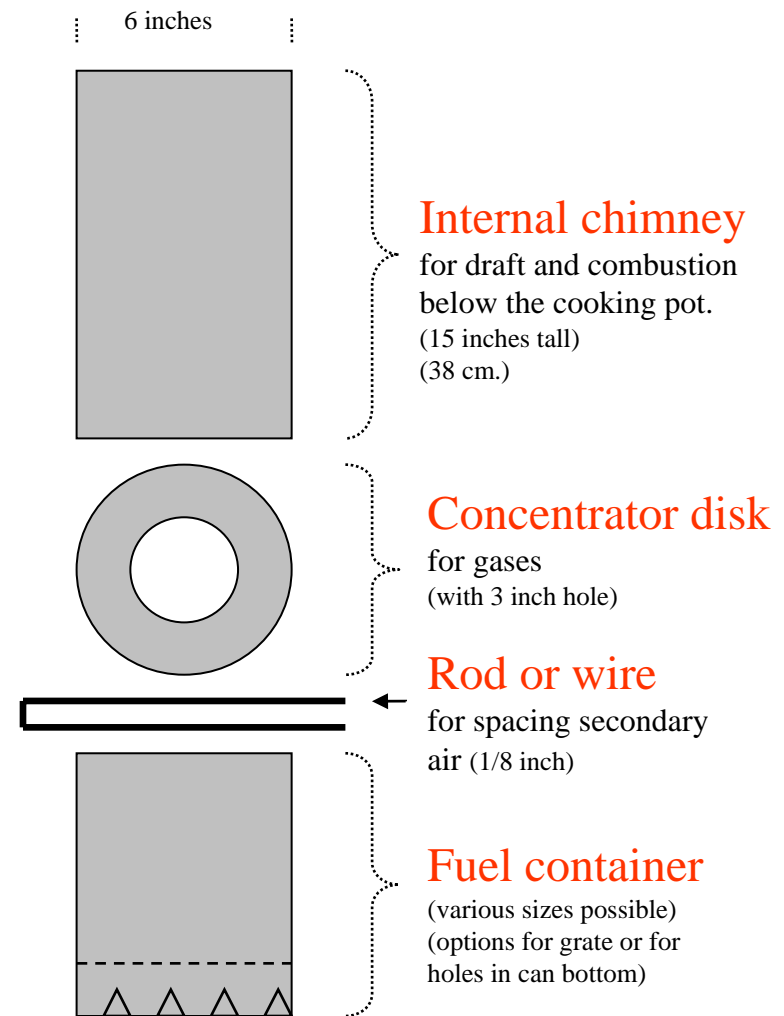 6 inches
Internal chimney
for draft and combustion
below the cooking pot.
(15 inches tall)
(38 cm.)
Concentrator disk
for gases
(with 3 inch hole)
Rod or wire
for spacing secondary
air (1/8 inch)
Fuel container
(various sizes possible)
(options for grate or for
holes in can bottom)